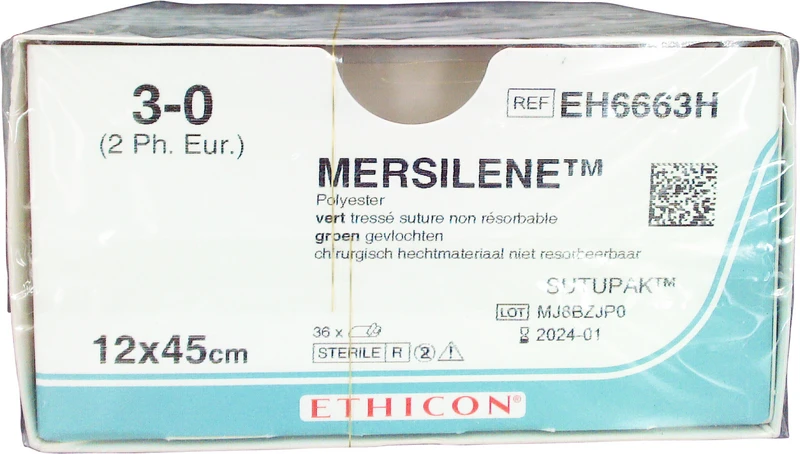 3-0
(2 Ph. Eur.)
REF EH6663H
MERSILENE™
Polyester
vert tressé suture non résorbable
groen gevlochten
chirurgisch hechtmateriaal niet resorbeerbaar
SUTUPAK™
LOT MJ8BZJP0
2024-01
36 x
STERILE R 2
12x45cm
ETHICON®